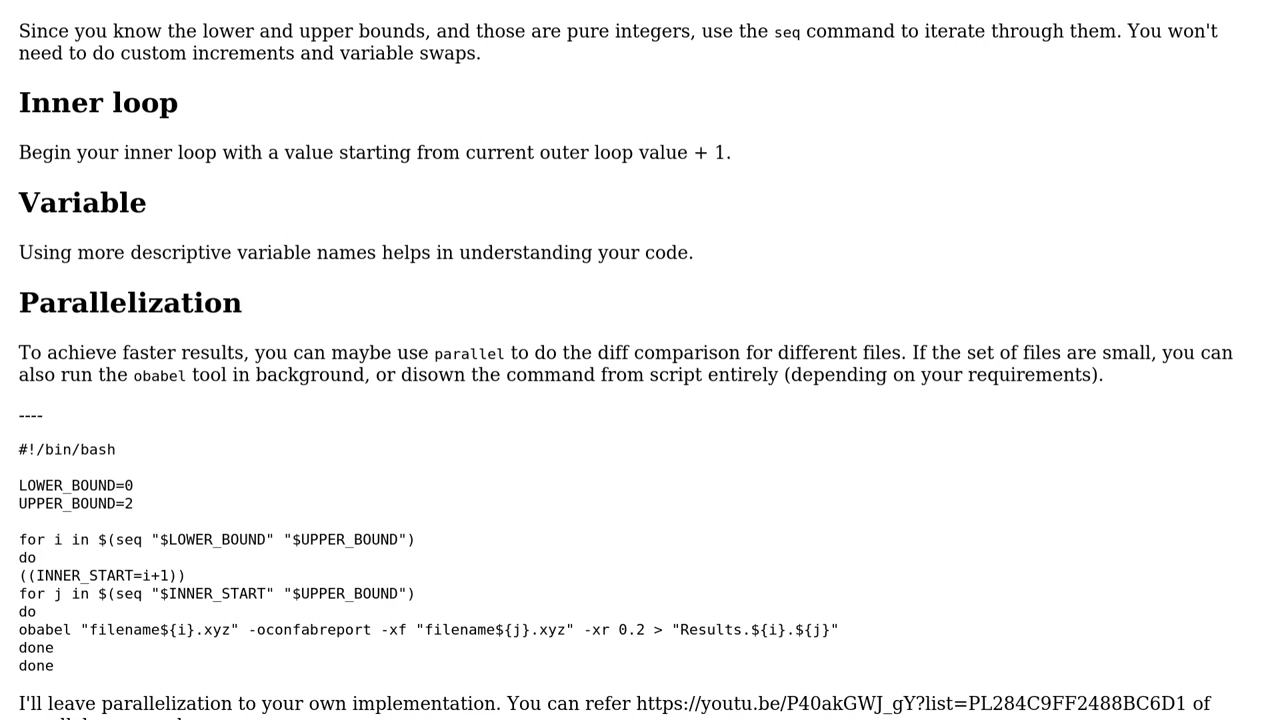 Since you know the lower and upper bounds, and those are pure integers, use the seq command to iterate through them. You won't
need to do custom increments and variable swaps.
Inner loop
Begin your inner loop with a value starting from current outer loop value + 1.
Variable
Using more descriptive variable names helps in understanding your code.
Parallelization
To achieve faster results, you can maybe use parallel to do the diff comparison for different files. If the set of files are small, you can
also run the obabel tool in background, or disown the command from script entirely (depending on your requirements).
----
#!/bin/bash
LOWER_BOUND=0
UPPER_BOUND=2
for i in $(seq "$LOWER_BOUND" "$UPPER_BOUND")
do
((INNER_START=i+1))
for j in $(seq "$INNER_START" "$UPPER_BOUND")
do
obabel "filename${i}.xyz" -oconfabreport -xf "filename${j}.xyz" -xr 0.2 > "Results.${i}.${j}"
done
done
I'll leave parallelization to your own implementation. You can refer https://youtu.be/P40akGWJ_gY?list=PL284C9FF2488BC6D1 of